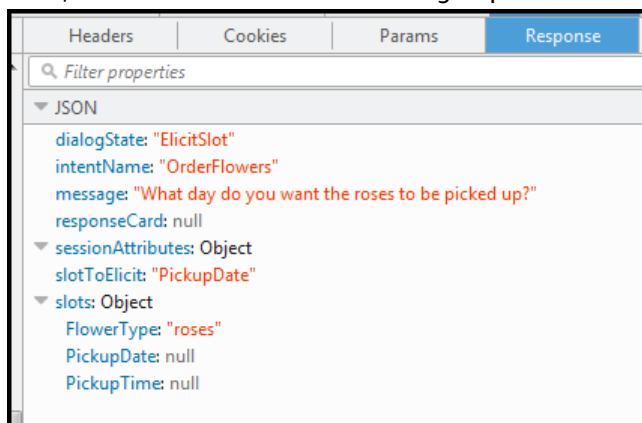 Headers Cookies Params Response
Filter properties
JSON
dialogState: "ElicitSlot"
intentName: "OrderFlowers"
message: "What day do you want the roses to be picked up?"
responseCard: null
sessionAttributes: Object
slotToElicit: "PickupDate"
slots: Object
FlowerType: "roses"
PickupDate: null
PickupTime: null